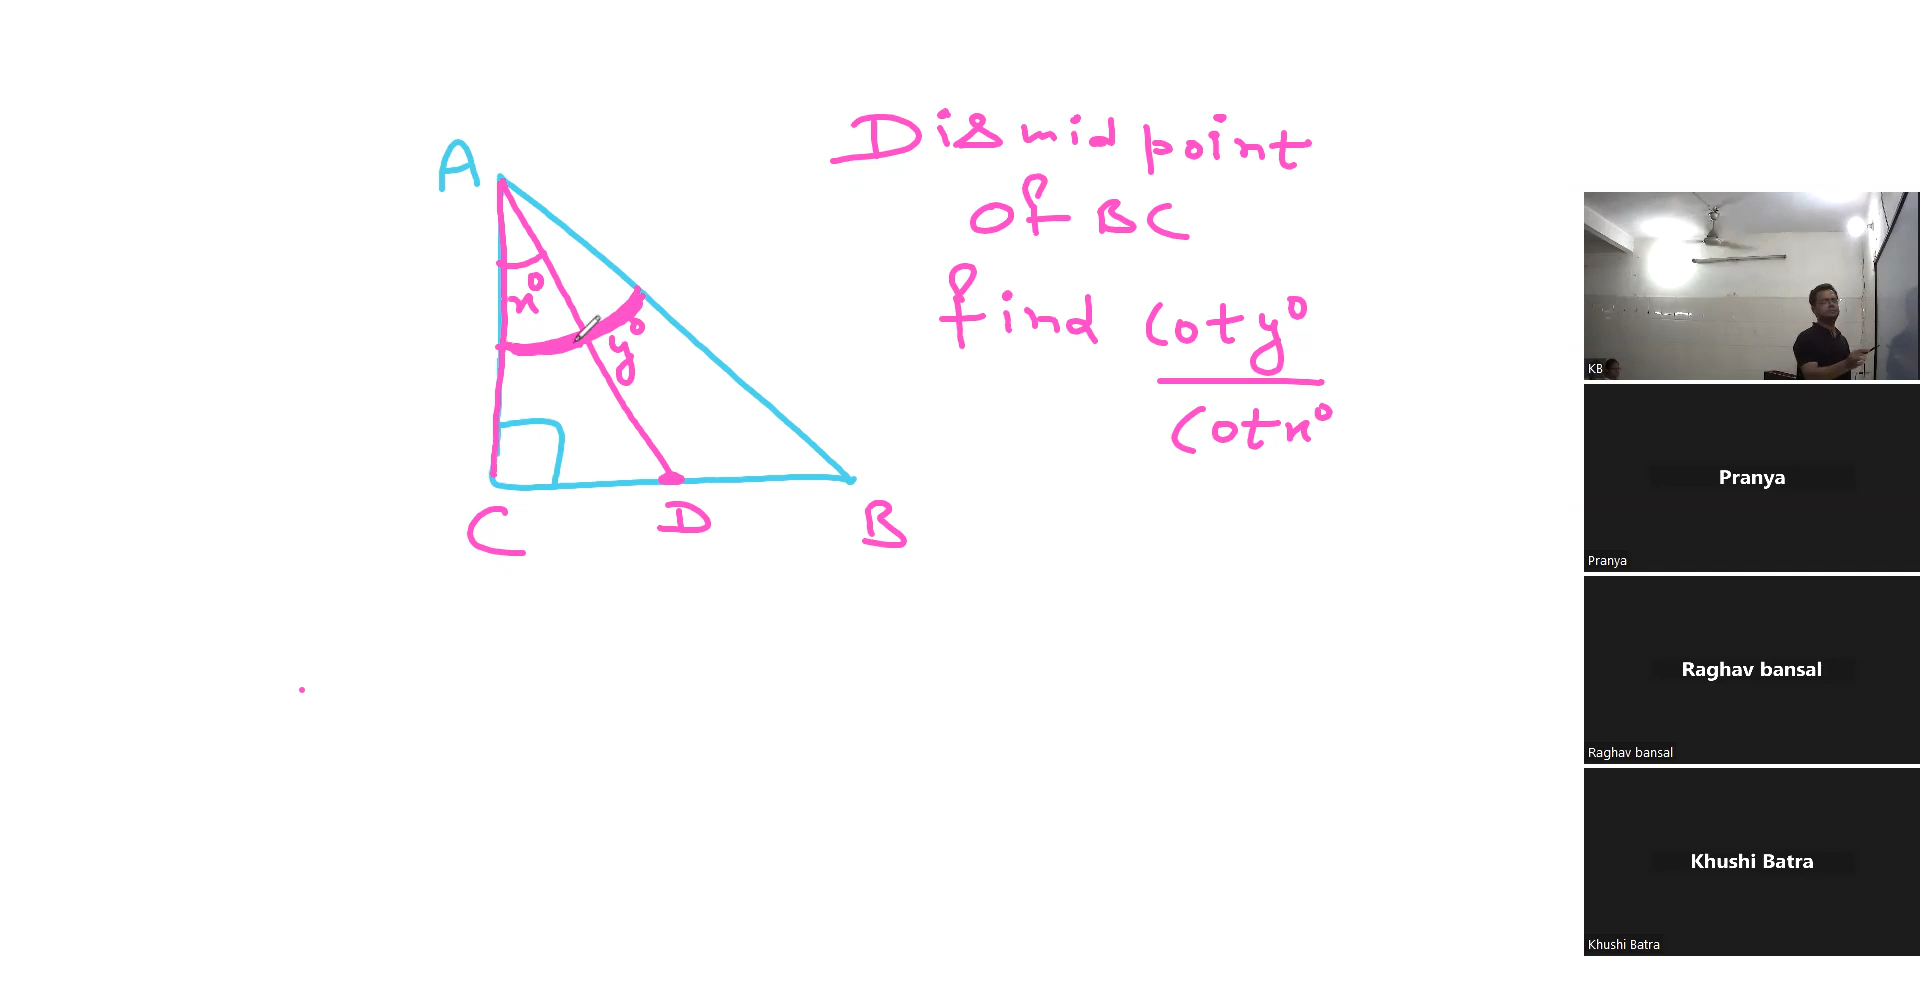 D is mid point
of BC
find cot y°
cot x°
A
x°
y°
C
D
B
KB
Pranya
Pranya
Raghav bansal
Raghav bansal
Khushi Batra
Khushi Batra